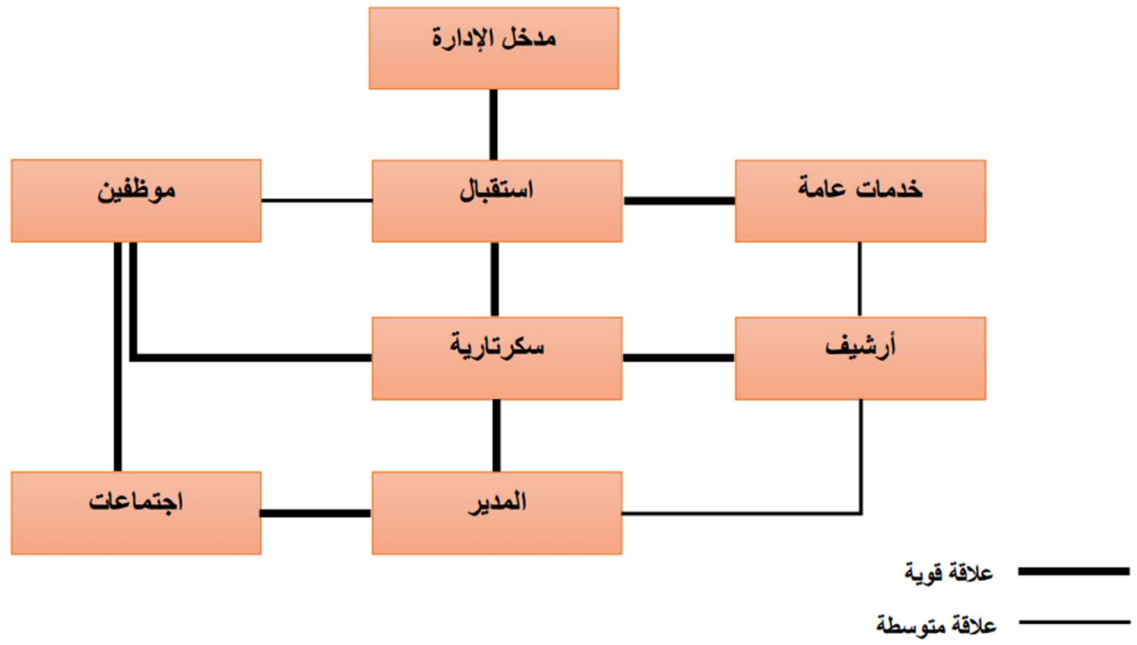 مدخل الإدارة
خدمات عامة
استقبال
موظفين
أرشيف
سكرتارية
المدير
اجتماعات
علاقة قوية
علاقة متوسطة